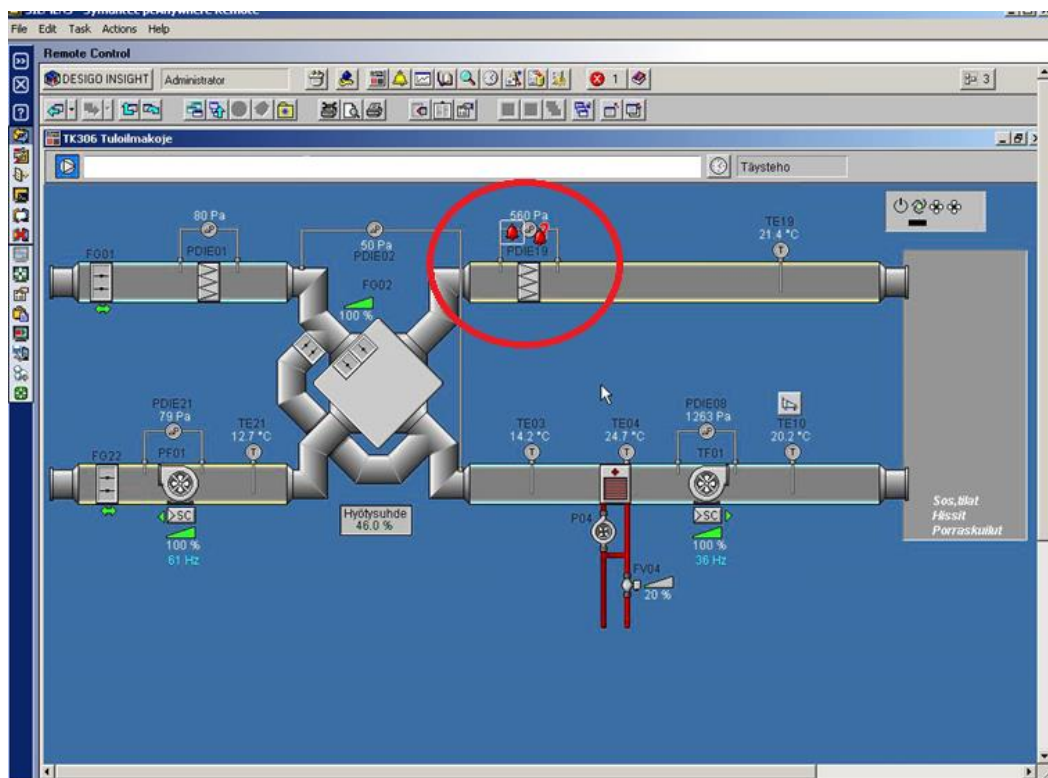 File Edit Task Actions Help
Remote Control
DESIGO INSIGHT Administrator 1 3
TK306 Tuloilmakoje
Täysteho
80 Pa
PDIE01
FG01
50 Pa
PDIE02
FG02
100 %
560 Pa
PDIE19
TE19
21.4 °C
T
PDIE21
79 Pa
TE21
12.7 °C
T
FG22
PF01
>SC
100 %
61 Hz
Hyötysuhde
46.0 %
TE03
14.2 °C
T
TE04
24.7 °C
T
PDIE08
1263 Pa
TF01
TE10
20.2 °C
T
P04
>SC
100 %
36 Hz
FV04
20 %
Sos,tilat
Hissit
Porraskuilut